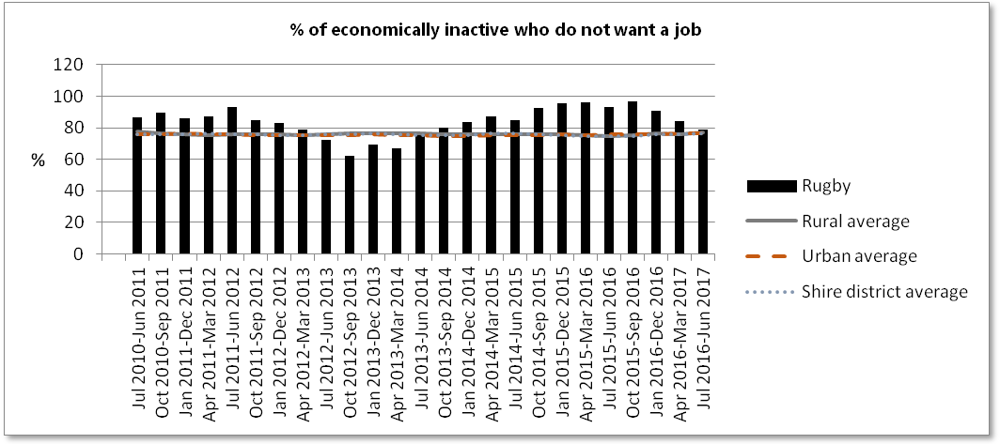 % of economically inactive who do not want a job
120
100
80
60
40
20
0
%
Jul 2010-Jun 2011
Oct 2010-Sep 2011
Jan 2011-Dec 2011
Apr 2011-Mar 2012
Jul 2011-Jun 2012
Oct 2011-Sep 2012
Jan 2012-Dec 2012
Apr 2012-Mar 2013
Jul 2012-Jun 2013
Oct 2012-Sep 2013
Jan 2013-Dec 2013
Apr 2013-Mar 2014
Jul 2013-Jun 2014
Oct 2013-Sep 2014
Jan 2014-Dec 2014
Apr 2014-Mar 2015
Jul 2014-Jun 2015
Oct 2014-Sep 2015
Jan 2015-Dec 2015
Apr 2015-Mar 2016
Jul 2015-Jun 2016
Oct 2015-Sep 2016
Jan 2016-Dec 2016
Apr 2016-Mar 2017
Jul 2016-Jun 2017
Rugby
Rural average
Urban average
Shire district average